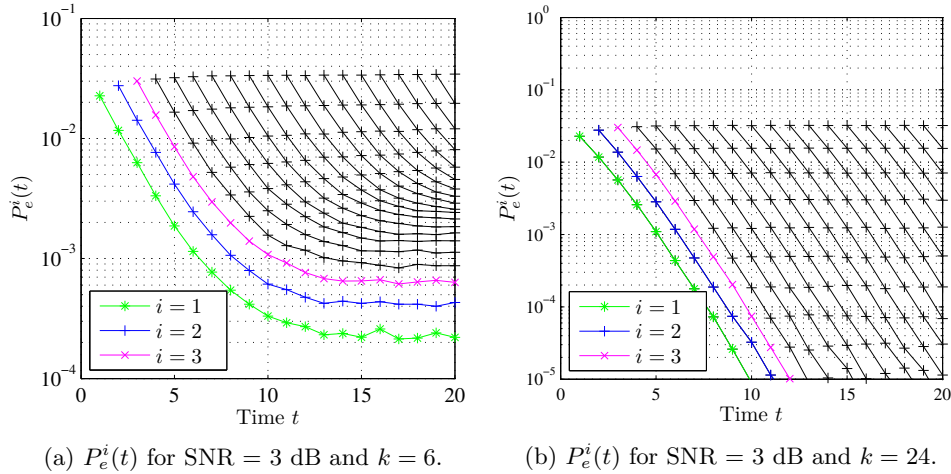 10^{-1}
10^{-2}
10^{-3}
10^{-4}
P_e^i(t)
i = 1
i = 2
i = 3
0 5 10 15 20
Time t
(a) P_e^i(t) for SNR = 3 dB and k = 6.
10^0
10^{-1}
10^{-2}
10^{-3}
10^{-4}
10^{-5}
P_e^i(t)
i = 1
i = 2
i = 3
0 5 10 15 20
Time t
(b) P_e^i(t) for SNR = 3 dB and k = 24.